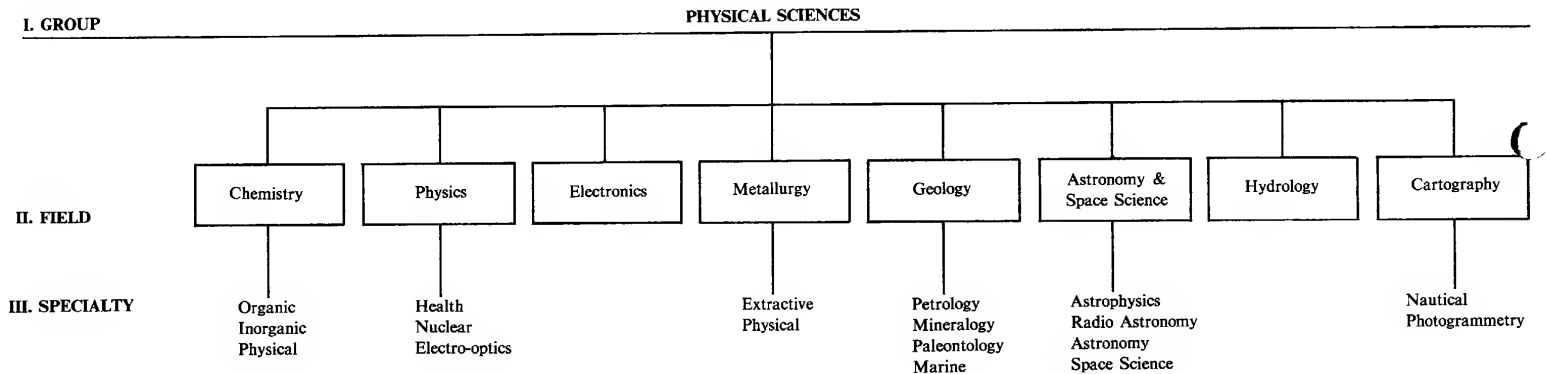 I. GROUP
PHYSICAL SCIENCES
II. FIELD
Chemistry
Physics
Electronics
Metallurgy
Geology
Astronomy &
Space Science
Hydrology
Cartography
III. SPECIALTY
Organic
Inorganic
Physical
Health
Nuclear
Electro-optics
Extractive
Physical
Petrology
Mineralogy
Paleontology
Marine
Astrophysics
Radio Astronomy
Astronomy
Space Science
Nautical
Photogrammetry